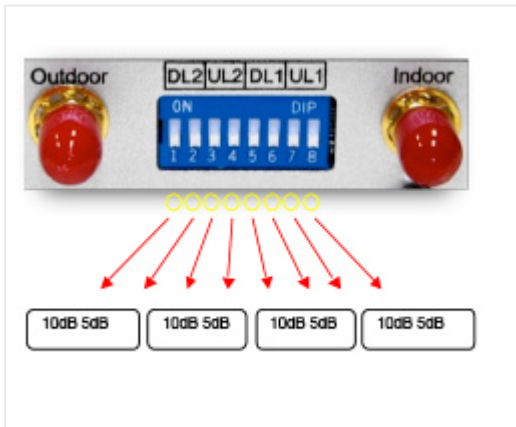 Outdoor DL2 UL2 DL1 UL1 Indoor
ON DIP
1 2 3 4 5 6 7 8
10dB 5dB 10dB 5dB 10dB 5dB 10dB 5dB